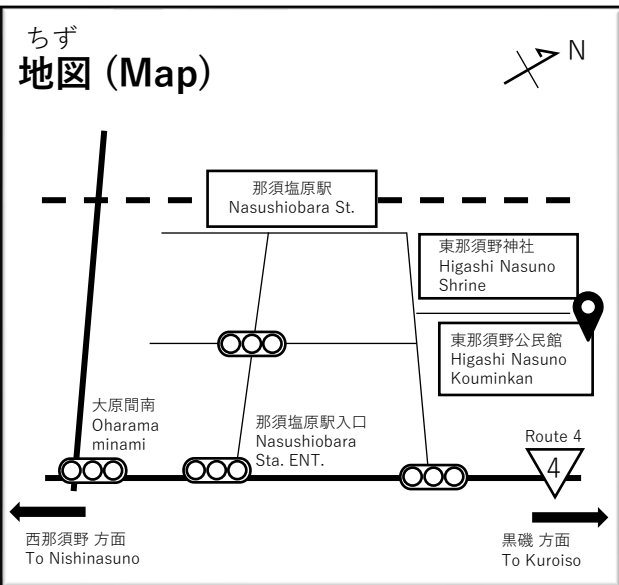 ちず
地図 (Map)
N
那須塩原駅
Nasushiobara St.
東那須野神社
Higashi Nasuno
Shrine
東那須野公民館
Higashi Nasuno
Kouminkan
大原間南
Oharama
minami
那須塩原駅入口
Nasushiobara
Sta. ENT.
Route 4
4
西那須野 方面
To Nishinasuno
黒磯 方面
To Kuroiso